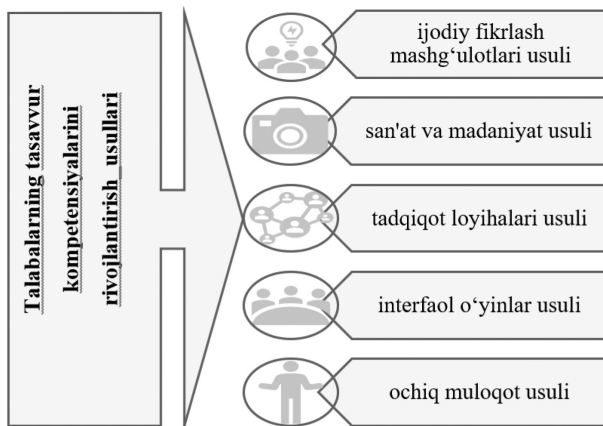 Talabalarning tasavvur
kompetensiyalarini
rivojlantirish usullari
ijodiy fikrlash
mashg‘ulotlari usuli
san'at va madaniyat usuli
tadqiqot loyihalari usuli
interfaol o‘yinlar usuli
ochiq muloqot usuli